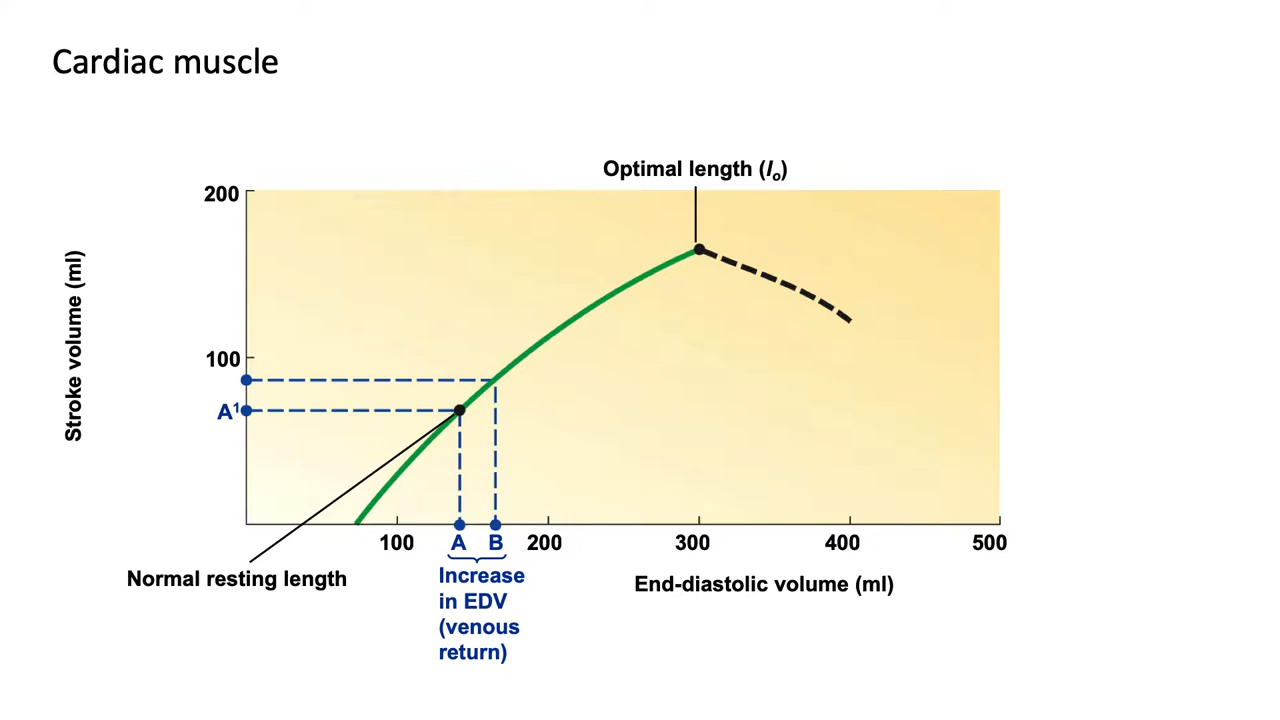 Cardiac muscle
Optimal length (lo)
200
Stroke volume (ml)
100
A1
100
A
B
200
300
400
500
Normal resting length
Increase
in EDV
(venous
return)
End-diastolic volume (ml)